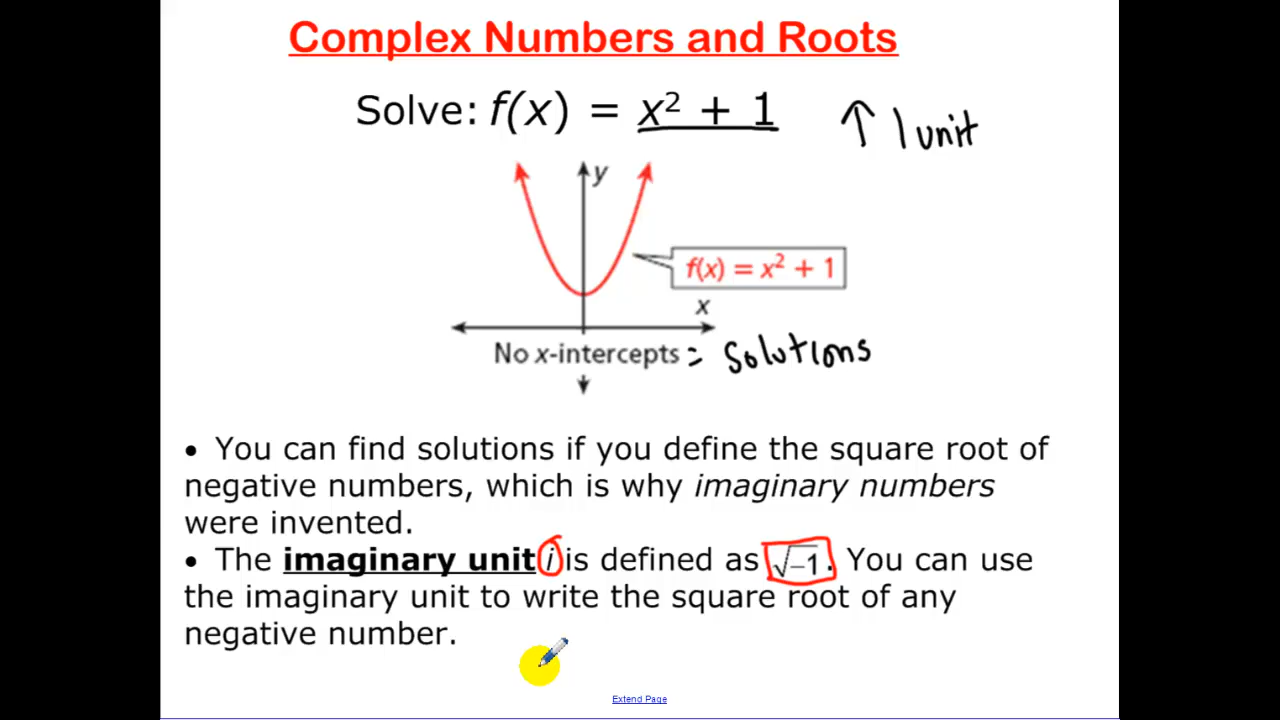 Complex Numbers and Roots
Solve: f(x) = x² + 1 ↑ 1 unit
y
f(x) = x² + 1
x
No x-intercepts = Solutions
• You can find solutions if you define the square root of
negative numbers, which is why imaginary numbers
were invented.
• The imaginary unit i is defined as √−1. You can use
the imaginary unit to write the square root of any
negative number.
Extend Page